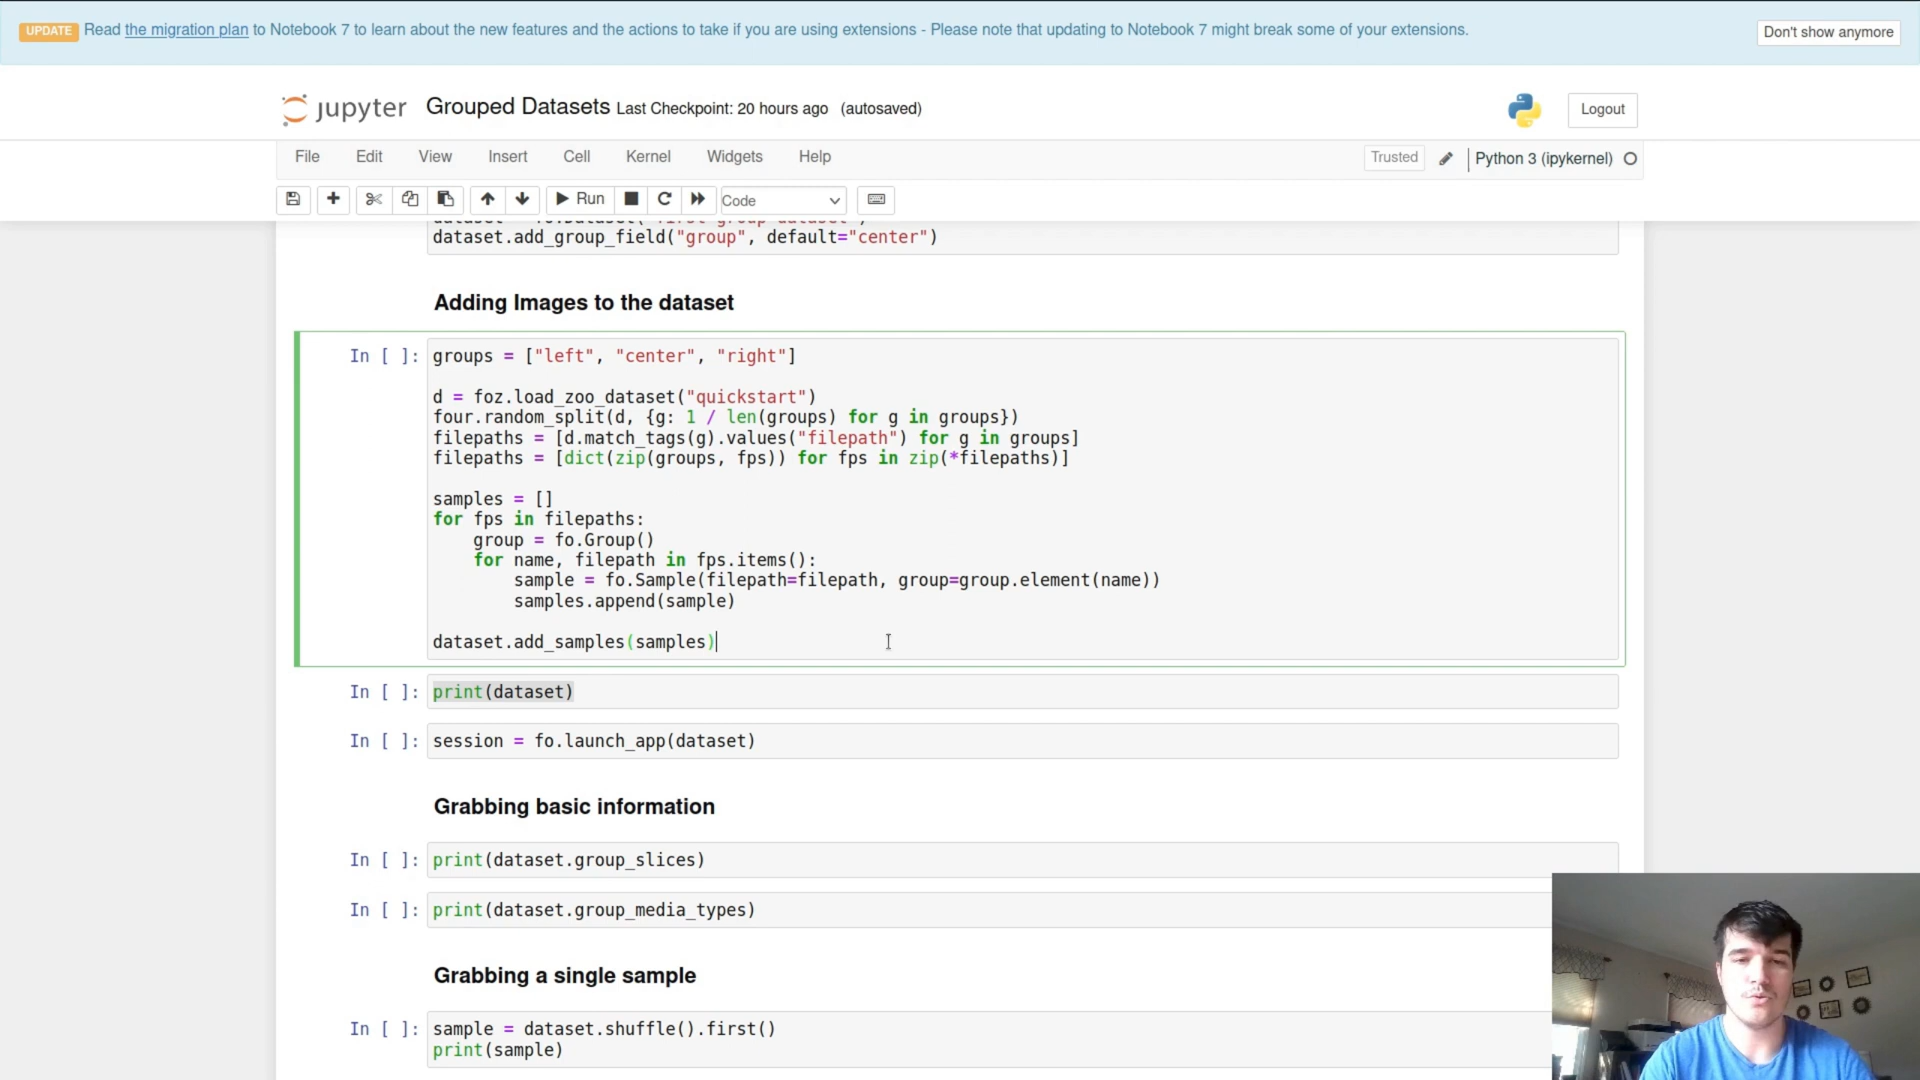 UPDATE Read the migration plan to Notebook 7 to learn about the new features and the actions to take if you are using extensions - Please note that updating to Notebook 7 might break some of your extensions. Don't show anymore
jupyter Grouped Datasets Last Checkpoint: 20 hours ago (autosaved) Logout
File Edit View Insert Cell Kernel Widgets Help Trusted Python 3 (ipykernel)
Run Code
dataset = fo.Dataset("first-group-dataset")
dataset.add_group_field("group", default="center")
Adding Images to the dataset
In [ ]: groups = ["left", "center", "right"]
d = foz.load_zoo_dataset("quickstart")
four.random_split(d, {g: 1 / len(groups) for g in groups})
filepaths = [d.match_tags(g).values("filepath") for g in groups]
filepaths = [dict(zip(groups, fps)) for fps in zip(*filepaths)]
samples = []
for fps in filepaths:
group = fo.Group()
for name, filepath in fps.items():
sample = fo.Sample(filepath=filepath, group=group.element(name))
samples.append(sample)
dataset.add_samples(samples)
In [ ]: print(dataset)
In [ ]: session = fo.launch_app(dataset)
Grabbing basic information
In [ ]: print(dataset.group_slices)
In [ ]: print(dataset.group_media_types)
Grabbing a single sample
In [ ]: sample = dataset.shuffle().first()
print(sample)